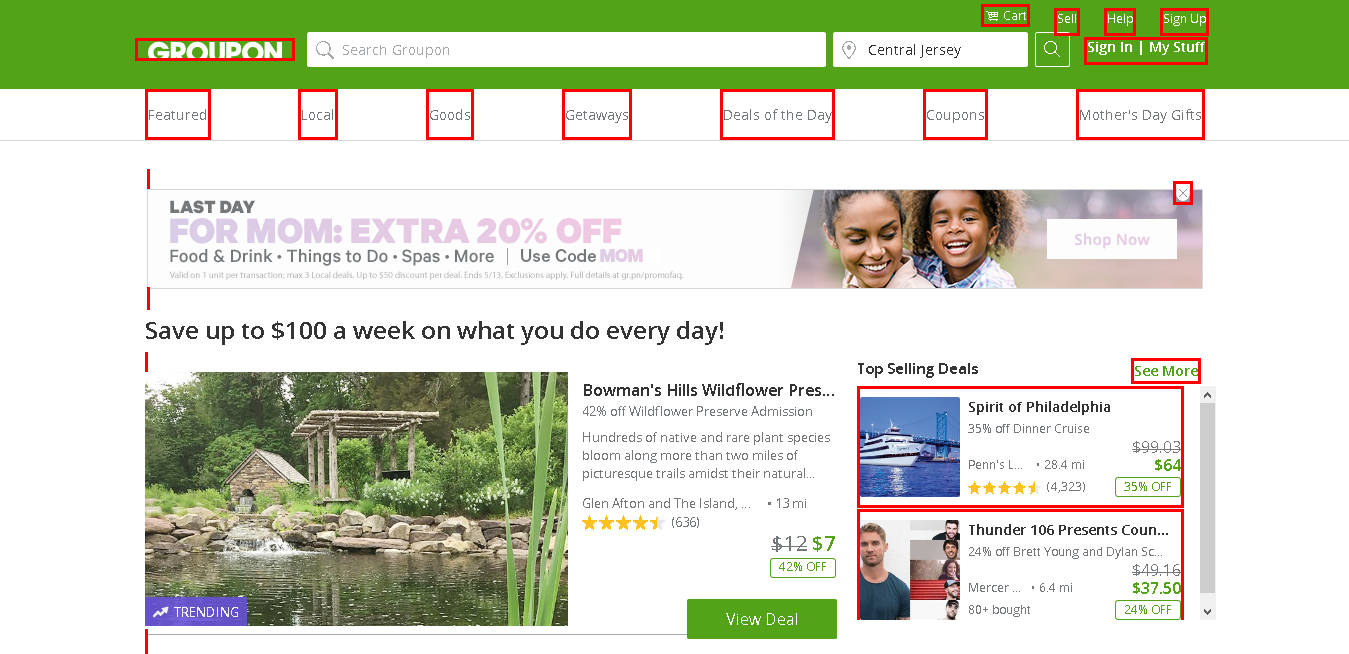 Cart
Sell
Help
Sign Up
GROUPON
Search Groupon
Central Jersey
Sign In | My Stuff
Featured
Local
Goods
Getaways
Deals of the Day
Coupons
Mother's Day Gifts
LAST DAY
FOR MOM: EXTRA 20% OFF
Food & Drink • Things to Do • Spas • More | Use Code MOM
Valid on 1 unit per transaction; max 3 Local deals. Up to $50 discount per deal. Ends 5/13. Exclusions apply. Full details at gr.pn/promofaq.
Shop Now
Save up to $100 a week on what you do every day!
TRENDING
Bowman's Hills Wildflower Pres...
42% off Wildflower Preserve Admission
Hundreds of native and rare plant species
bloom along more than two miles of
picturesque trails amidst their natural...
Glen Afton and The Island, ... • 13 mi
(636)
$12 $7
42% OFF
View Deal
Top Selling Deals
See More
Spirit of Philadelphia
35% off Dinner Cruise
$99.03
Penn's L... • 28.4 mi
$64
(4,323)
35% OFF
Thunder 106 Presents Coun...
24% off Brett Young and Dylan Sc...
$49.16
Mercer ... • 6.4 mi
$37.50
80+ bought
24% OFF